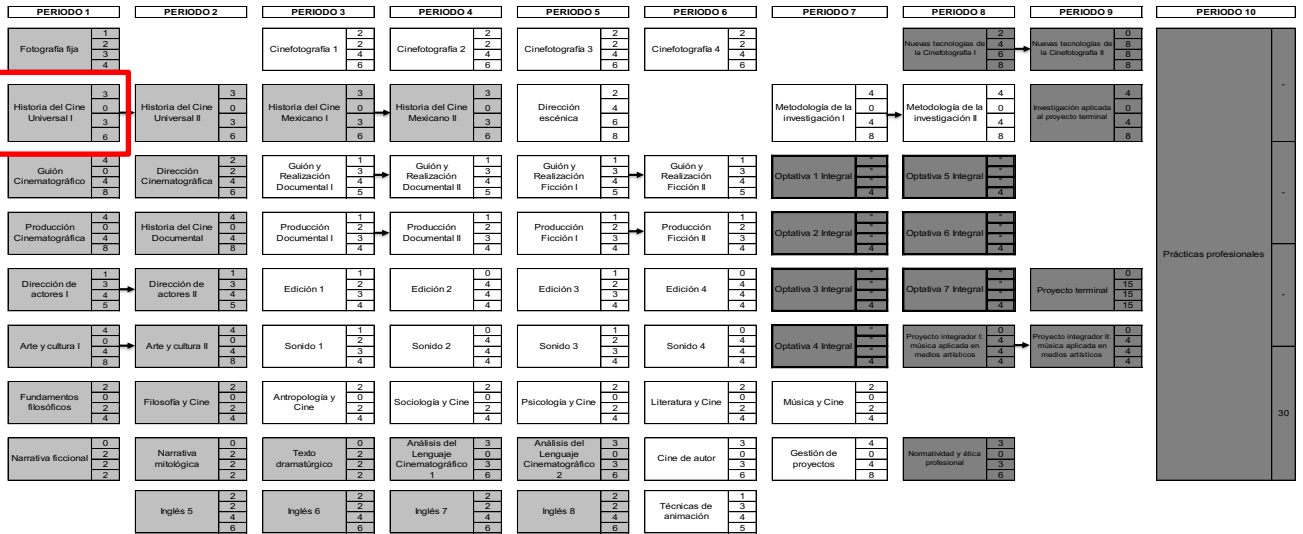 PERIODO 1 PERIODO 2 PERIODO 3 PERIODO 4 PERIODO 5 PERIODO 6 PERIODO 7 PERIODO 8 PERIODO 9 PERIODO 10
Fotografía fija
1
2
3
4
Cinefotografía 1
2
2
4
6
Cinefotografía 2
2
2
4
6
Cinefotografía 3
2
2
4
6
Cinefotografía 4
2
2
4
6
Nuevas tecnologías de
la Cinefotografía I
2
4
6
8
Nuevas tecnologías de
la Cinefotografía II
0
8
8
8
Historia del Cine
Universal I
3
0
3
6
Historia del Cine
Universal II
3
0
3
6
Historia del Cine
Mexicano I
3
0
3
6
Historia del Cine
Mexicano II
3
0
3
6
Dirección
escénica
2
4
6
8
Metodología de la
investigación I
4
0
4
8
Metodología de la
investigación II
4
0
4
8
Investigación aplicada
al proyecto terminal
4
0
4
8
Guión
Cinematográfico
4
0
4
8
Dirección
Cinematográfica
2
2
4
6
Guión y
Realización
Documental I
1
3
4
5
Guión y
Realización
Documental II
1
3
4
5
Guión y
Realización
Ficción I
1
3
4
5
Guión y
Realización
Ficción II
1
3
4
5
Optativa 1 Integral
*
*
*
4
Optativa 5 Integral
*
*
*
4
Producción
Cinematográfica
4
0
4
8
Historia del Cine
Documental
4
0
4
8
Producción
Documental I
1
2
3
4
Producción
Documental II
1
2
3
4
Producción
Ficción I
1
2
3
4
Producción
Ficción II
1
2
3
4
Optativa 2 Integral
*
*
*
4
Optativa 6 Integral
*
*
*
4
Dirección de
actores I
1
3
4
5
Dirección de
actores II
1
3
4
5
Edición 1
1
2
3
4
Edición 2
0
4
4
4
Edición 3
1
2
3
4
Edición 4
0
4
4
4
Optativa 3 Integral
*
*
*
4
Optativa 7 Integral
*
*
*
4
Proyecto terminal
0
15
15
15
Arte y cultura I
4
0
4
8
Arte y cultura II
4
0
4
8
Sonido 1
1
2
3
4
Sonido 2
0
4
4
4
Sonido 3
1
2
3
4
Sonido 4
0
4
4
4
Optativa 4 Integral
*
*
*
4
Proyecto integrador I:
música aplicada en
medios artísticos
0
4
4
4
Proyecto integrador II:
música aplicada en
medios artísticos
0
4
4
4
Fundamentos
filosóficos
2
0
2
4
Filosofía y Cine
2
0
2
4
Antropología y
Cine
2
0
2
4
Sociología y Cine
2
0
2
4
Psicología y Cine
2
0
2
4
Literatura y Cine
2
0
2
4
Música y Cine
2
0
2
4
Narrativa ficcional
0
2
2
2
Narrativa
mitológica
0
2
2
2
Texto
dramatúrgico
0
2
2
2
Análisis del
Lenguaje
Cinematográfico
1
3
0
3
6
Análisis del
Lenguaje
Cinematográfico
2
3
0
3
6
Cine de autor
3
0
3
6
Gestión de
proyectos
4
0
4
8
Normatividad y ética
profesional
3
0
3
6
Inglés 5
2
2
4
6
Inglés 6
2
2
4
6
Inglés 7
2
2
4
6
Inglés 8
2
2
4
6
Técnicas de
animación
1
3
4
5
Prácticas profesionales
-
-
-
30